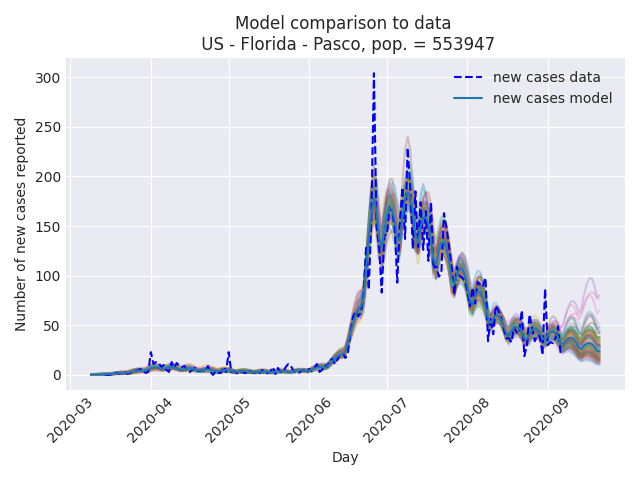 Model comparison to data
US - Florida - Pasco, pop. = 553947
new cases data
new cases model
Number of new cases reported
300
250
200
150
100
50
0
2020-03
2020-04
2020-05
2020-06
2020-07
2020-08
2020-09
Day